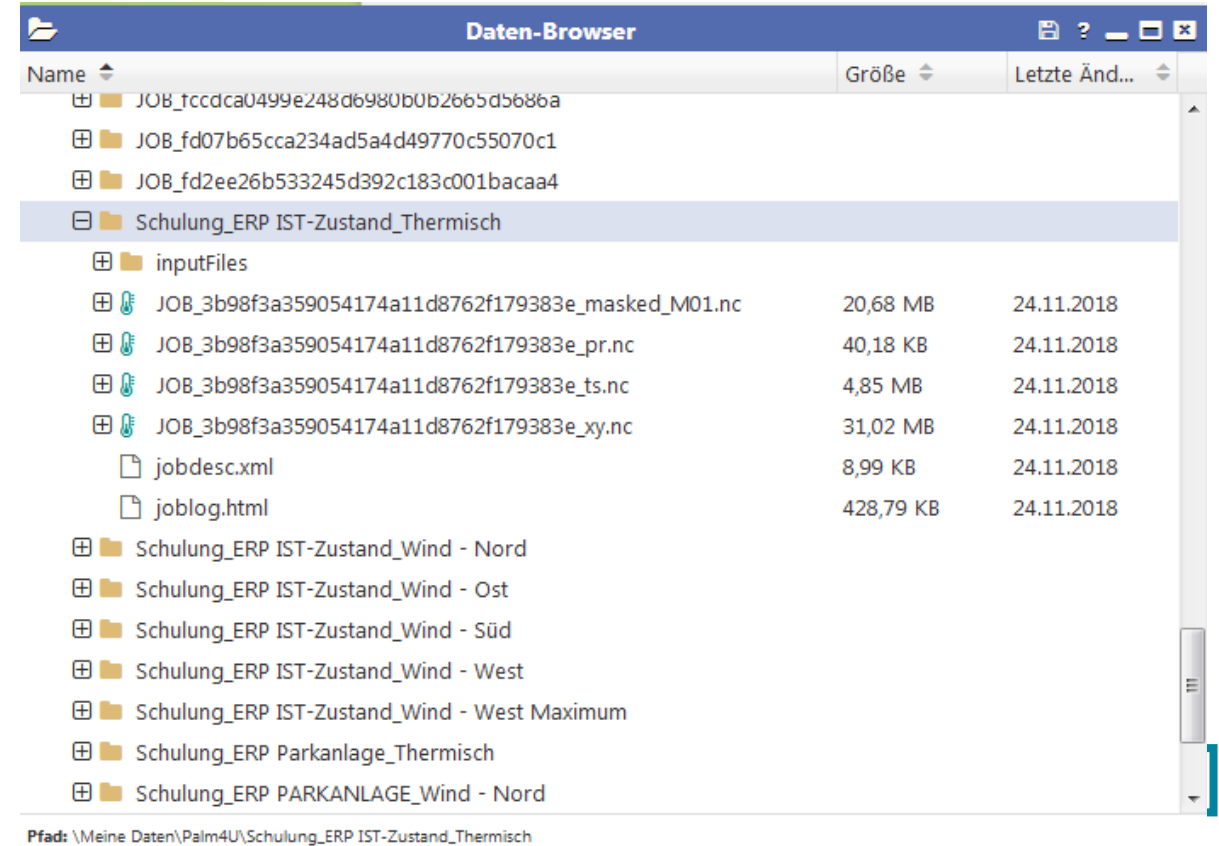 Daten-Browser
Name Größe Letzte Änd...
JOB_fccdca0499e248d6980b0b2665d5686a
JOB_fd07b65cca234ad5a4d49770c55070c1
JOB_fd2ee26b533245d392c183c001bacaa4
Schulung_ERP IST-Zustand_Thermisch
inputFiles
JOB_3b98f3a359054174a11d8762f179383e_masked_M01.nc 20,68 MB 24.11.2018
JOB_3b98f3a359054174a11d8762f179383e_pr.nc 40,18 KB 24.11.2018
JOB_3b98f3a359054174a11d8762f179383e_ts.nc 4,85 MB 24.11.2018
JOB_3b98f3a359054174a11d8762f179383e_xy.nc 31,02 MB 24.11.2018
jobdesc.xml 8,99 KB 24.11.2018
joblog.html 428,79 KB 24.11.2018
Schulung_ERP IST-Zustand_Wind - Nord
Schulung_ERP IST-Zustand_Wind - Ost
Schulung_ERP IST-Zustand_Wind - Süd
Schulung_ERP IST-Zustand_Wind - West
Schulung_ERP IST-Zustand_Wind - West Maximum
Schulung_ERP Parkanlage_Thermisch
Schulung_ERP PARKANLAGE_Wind - Nord
Pfad: \Meine Daten\Palm4U\Schulung_ERP IST-Zustand_Thermisch